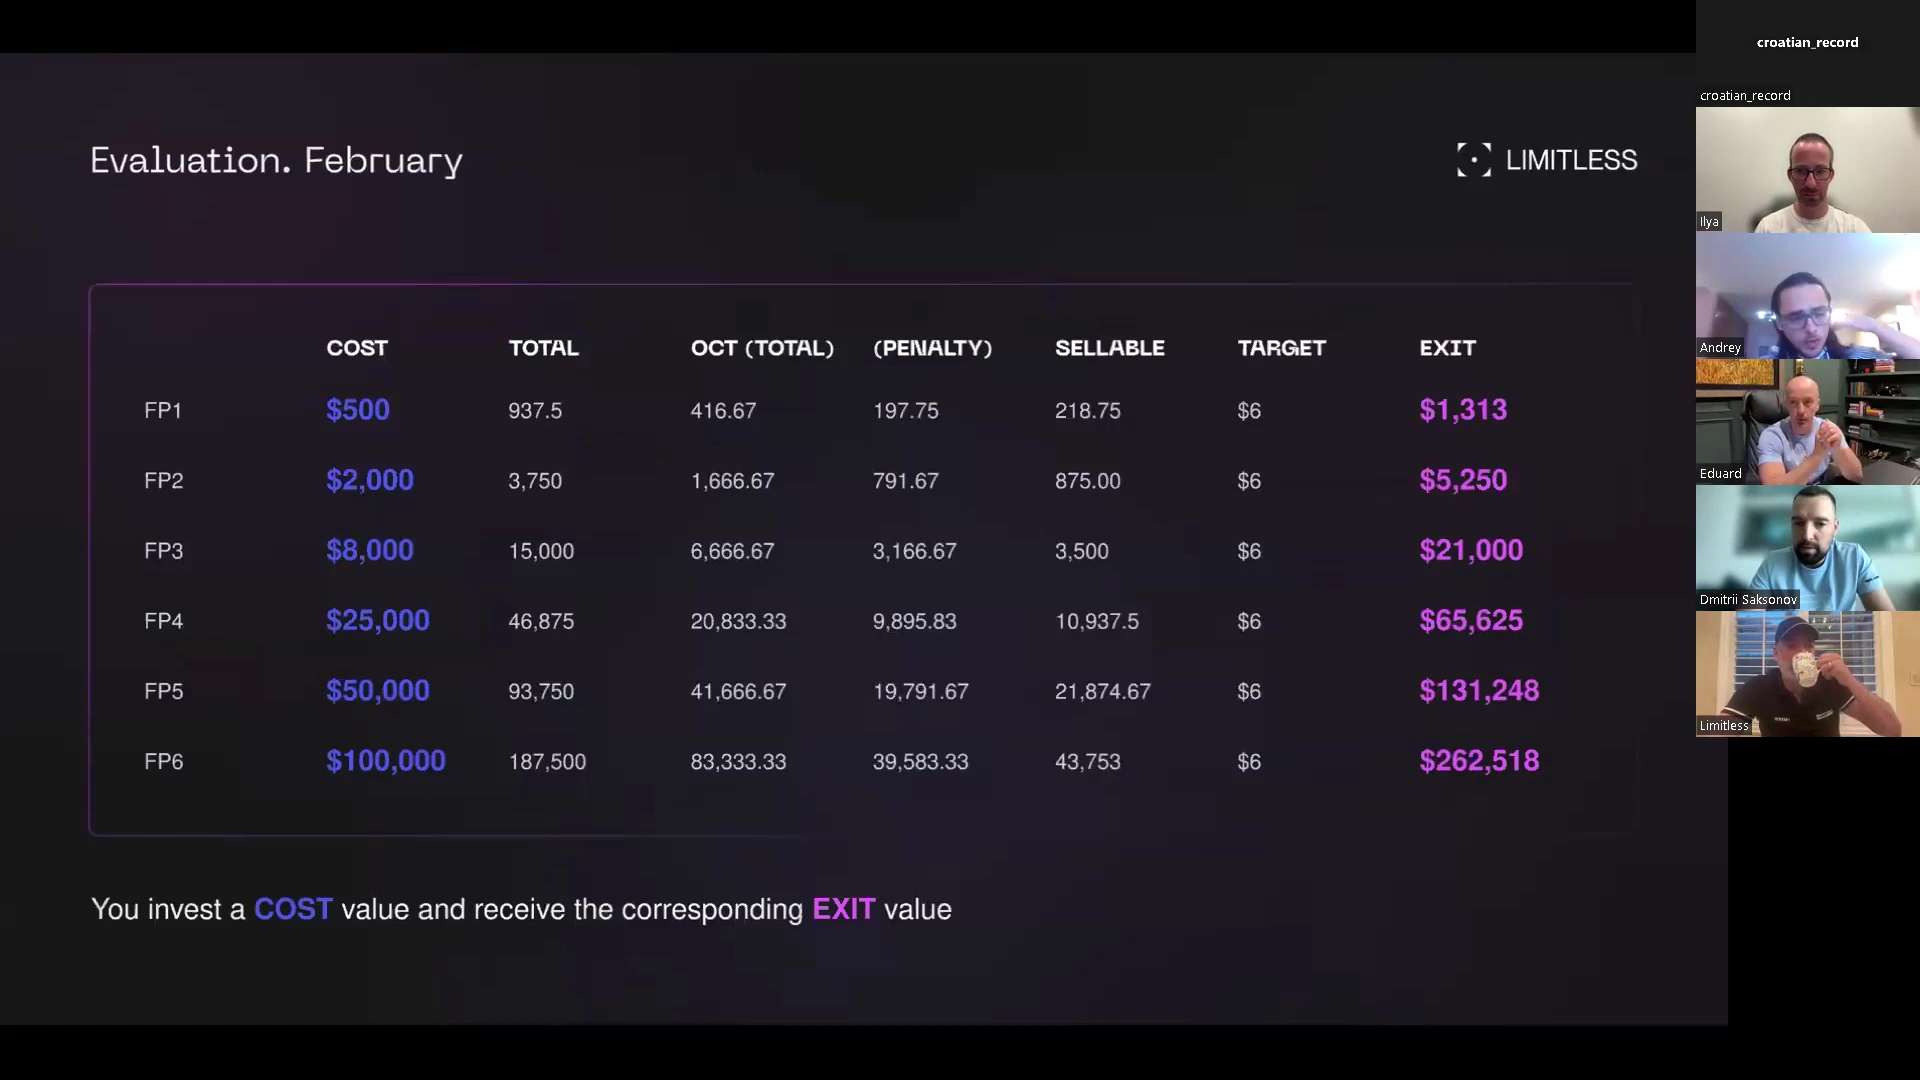 croatian_record
croatian_record
Evaluation. February
LIMITLESS
COST TOTAL OCT (TOTAL) (PENALTY) SELLABLE TARGET EXIT
FP1 $500 937.5 416.67 197.75 218.75 $6 $1,313
FP2 $2,000 3,750 1,666.67 791.67 875.00 $6 $5,250
FP3 $8,000 15,000 6,666.67 3,166.67 3,500 $6 $21,000
FP4 $25,000 46,875 20,833.33 9,895.83 10,937.5 $6 $65,625
FP5 $50,000 93,750 41,666.67 19,791.67 21,874.67 $6 $131,248
FP6 $100,000 187,500 83,333.33 39,583.33 43,753 $6 $262,518
You invest a COST value and receive the corresponding EXIT value
Ilya
Andrey
Eduard
Dmitrii Saksonov
Limitless